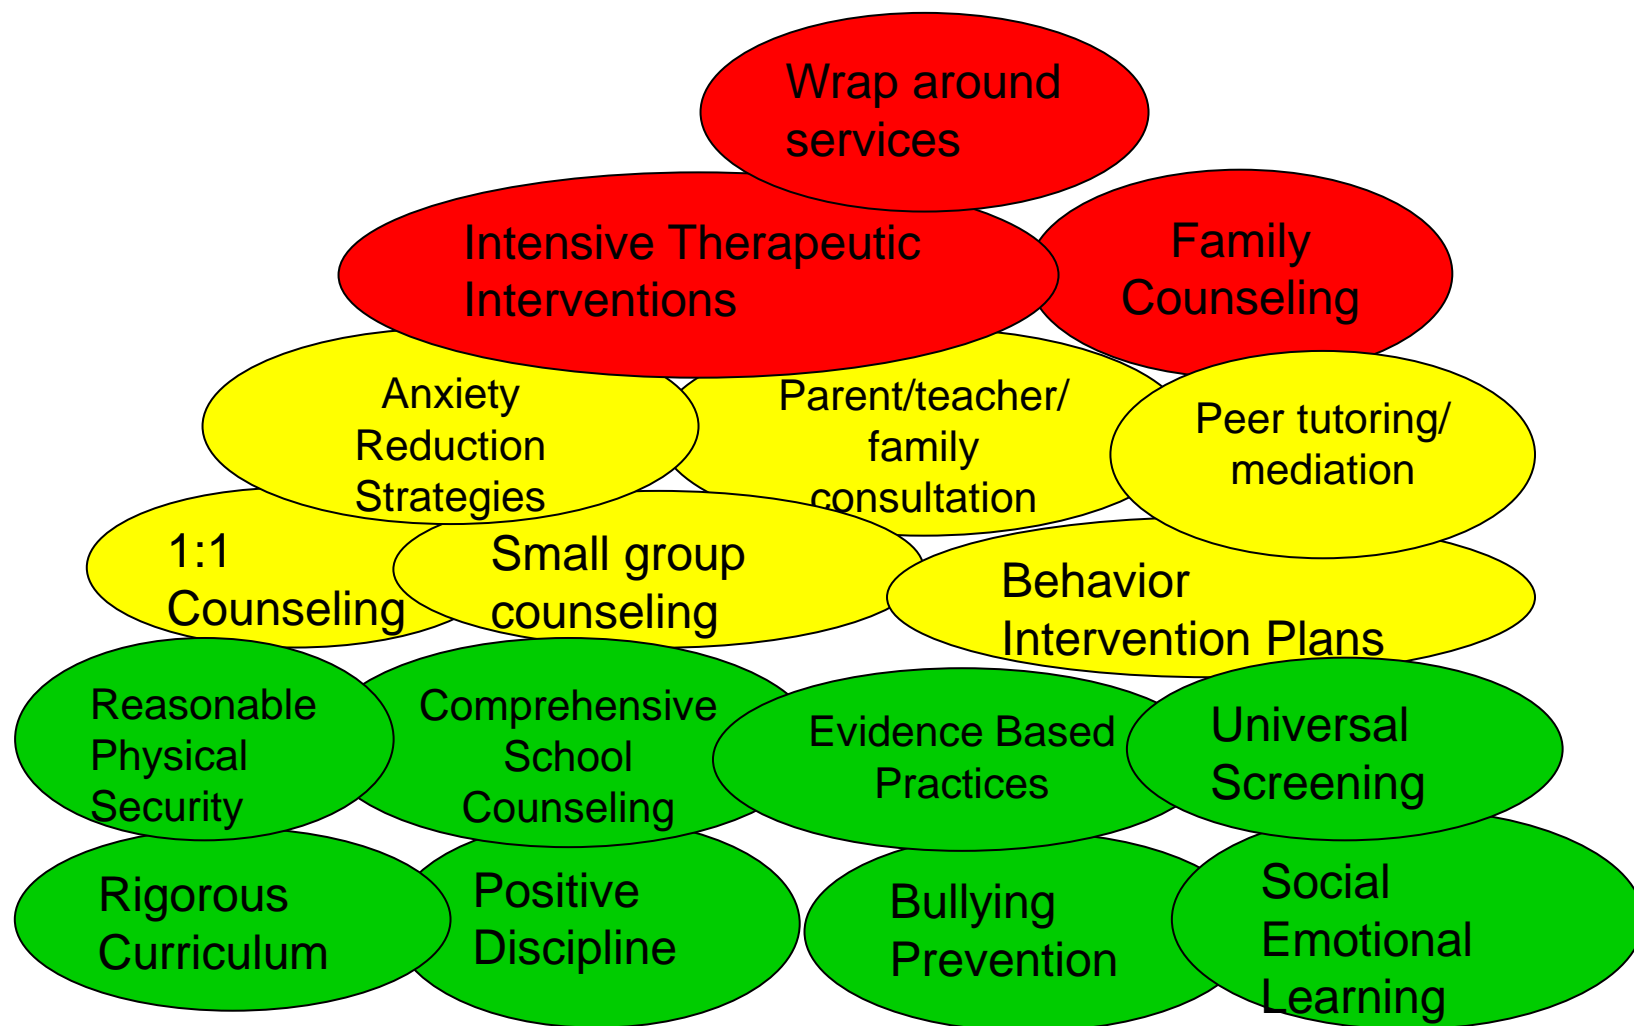 Wrap around
services
Intensive Therapeutic
Interventions
Family
Counseling
Anxiety
Reduction
Strategies
Parent/teacher/
family
consultation
Peer tutoring/
mediation
1:1
Counseling
Small group
counseling
Behavior
Intervention Plans
Reasonable
Physical
Security
Comprehensive
School
Counseling
Evidence Based
Practices
Universal
Screening
Rigorous
Curriculum
Positive
Discipline
Bullying
Prevention
Social
Emotional
Learning